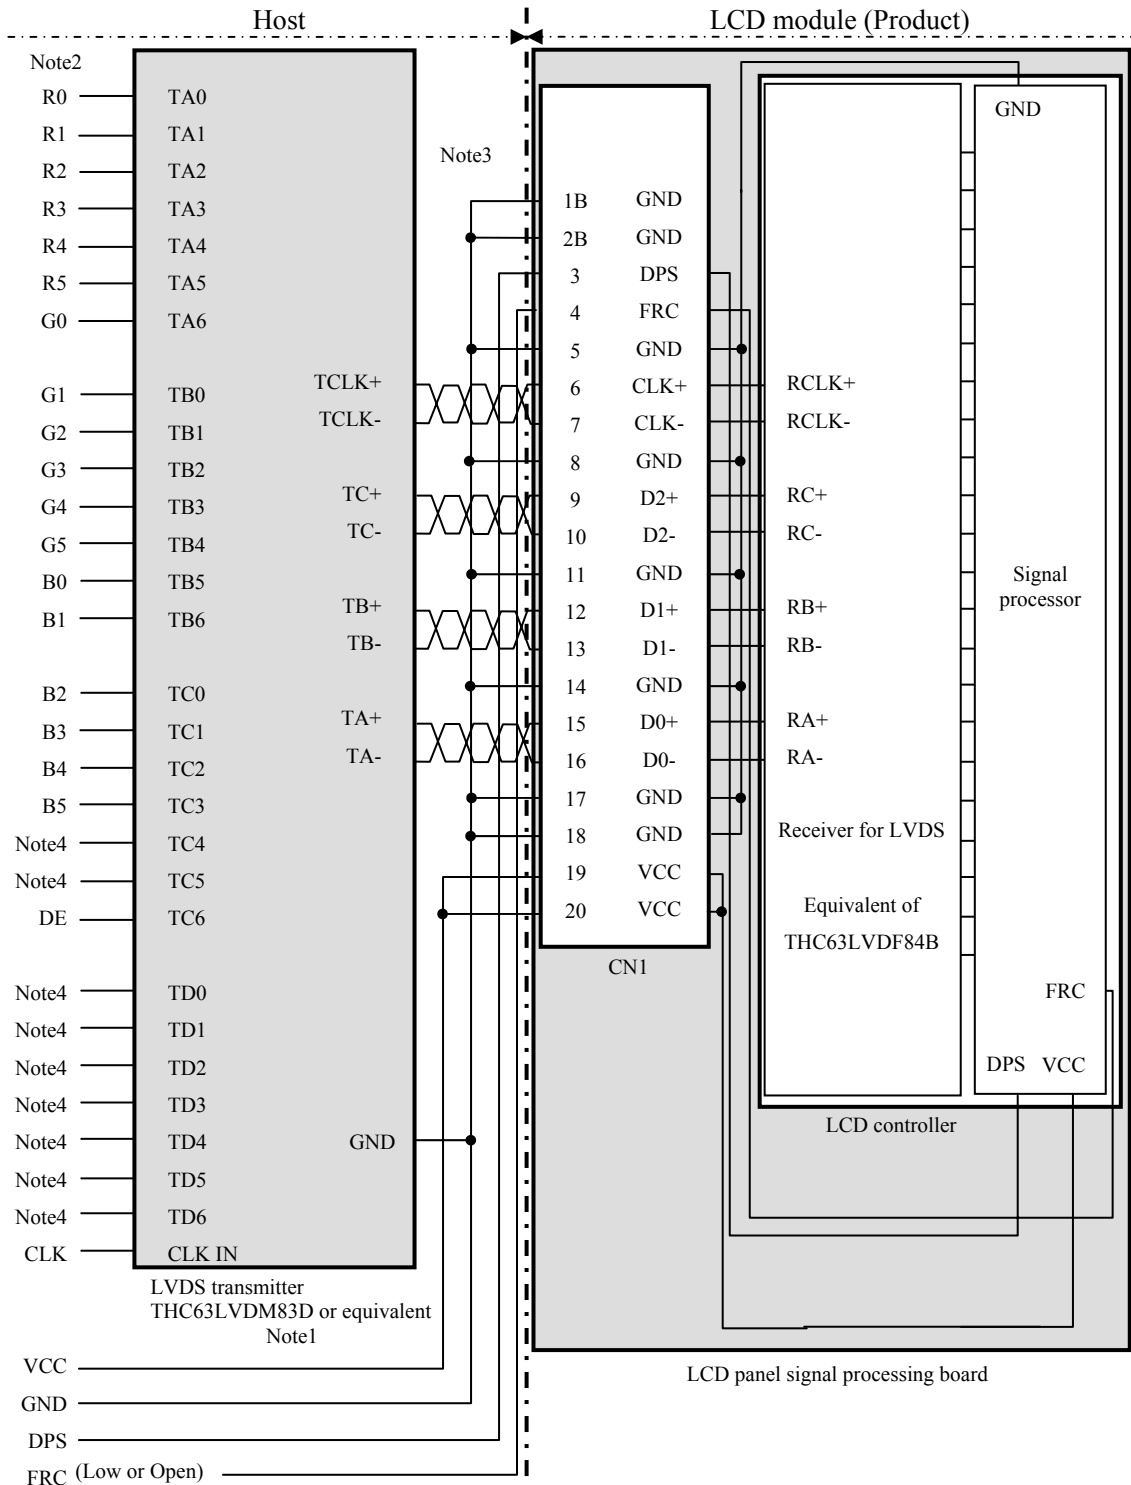 Host
LCD module (Product)
Note2
R0 TA0
R1 TA1
R2 TA2
R3 TA3
R4 TA4
R5 TA5
G0 TA6
G1 TB0
G2 TB1
G3 TB2
G4 TB3
G5 TB4
B0 TB5
B1 TB6
B2 TC0
B3 TC1
B4 TC2
B5 TC3
Note4 TC4
Note4 TC5
DE TC6
Note4 TD0
Note4 TD1
Note4 TD2
Note4 TD3
Note4 TD4
Note4 TD5
Note4 TD6
CLK CLK IN
TCLK+
TCLK-
TC+
TC-
TB+
TB-
TA+
TA-
GND
LVDS transmitter
THC63LVDM83D or equivalent
Note1
VCC
GND
DPS
FRC (Low or Open)
Note3
1B GND
2B GND
3 DPS
4 FRC
5 GND
6 CLK+
7 CLK-
8 GND
9 D2+
10 D2-
11 GND
12 D1+
13 D1-
14 GND
15 D0+
16 D0-
17 GND
18 GND
19 VCC
20 VCC
CN1
RCLK+
RCLK-
RC+
RC-
RB+
RB-
RA+
RA-
Receiver for LVDS
Equivalent of
THC63LVDF84B
GND
Signal
processor
FRC
DPS VCC
LCD controller
LCD panel signal processing board